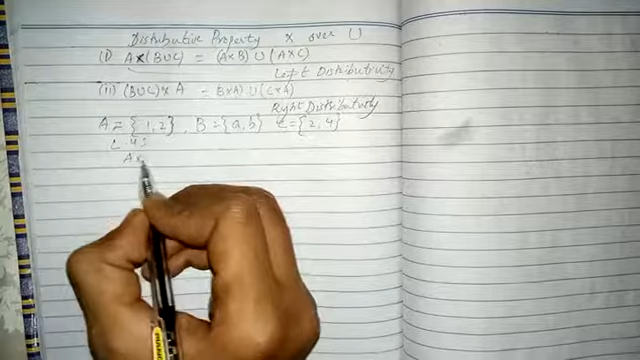 Distributive Property × over ∪
(i) A×(B∪C) = (A×B) ∪ (A×C)
Left Distributivity
(ii) (B∪C)×A = (B×A) ∪ (C×A)
Right Distributivity
A = {1,2}, B = {a,b} C = {2,4}
L.H.S
A×